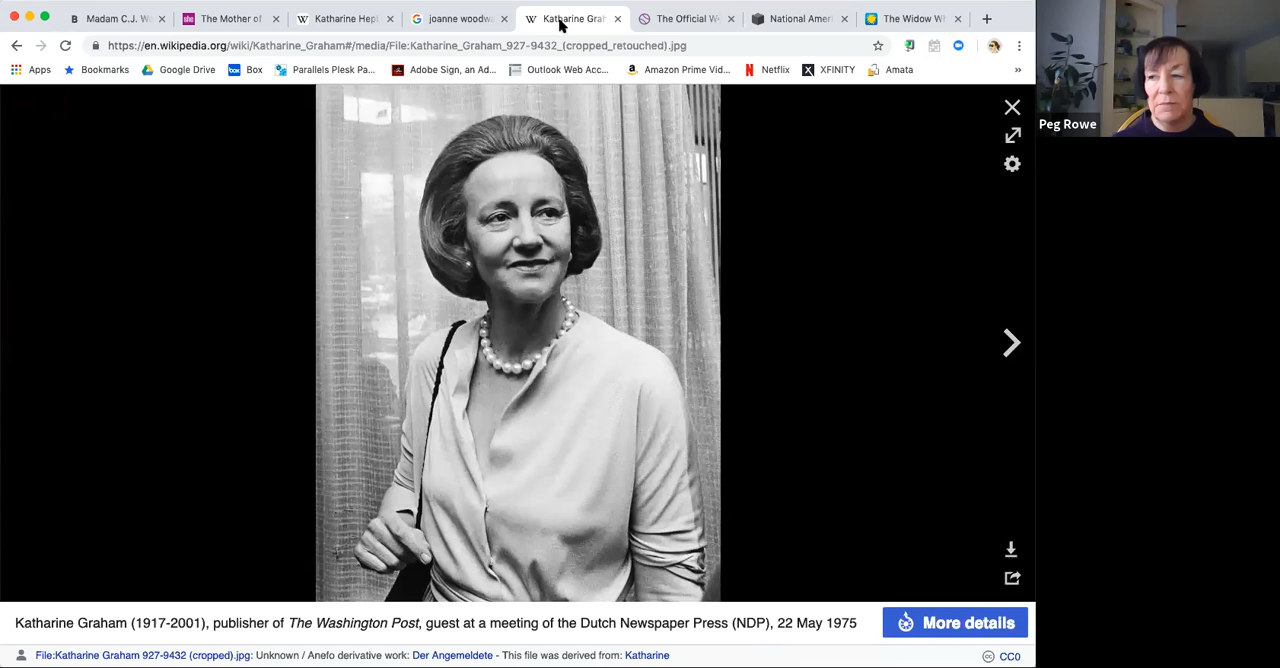 Madam C.J. W
The Mother of
Katharine Hep
joanne woodwa
Katharine Grah
The Official W
National Ameri
The Widow W
https://en.wikipedia.org/wiki/Katharine_Graham#/media/File:Katharine_Graham_927-9432_(cropped_retouched).jpg
Apps
Bookmarks
Google Drive
Box
Parallels Plesk Pa...
Adobe Sign, an Ad...
Outlook Web Acc...
Amazon Prime Vid...
Netflix
XFINITY
Amata
»
Peg Rowe
Katharine Graham (1917-2001), publisher of The Washington Post, guest at a meeting of the Dutch Newspaper Press (NDP), 22 May 1975
More details
File:Katharine Graham 927-9432 (cropped).jpg: Unknown / Anefo derivative work: Der Angemeldete - This file was derived from: Katharine
CC0